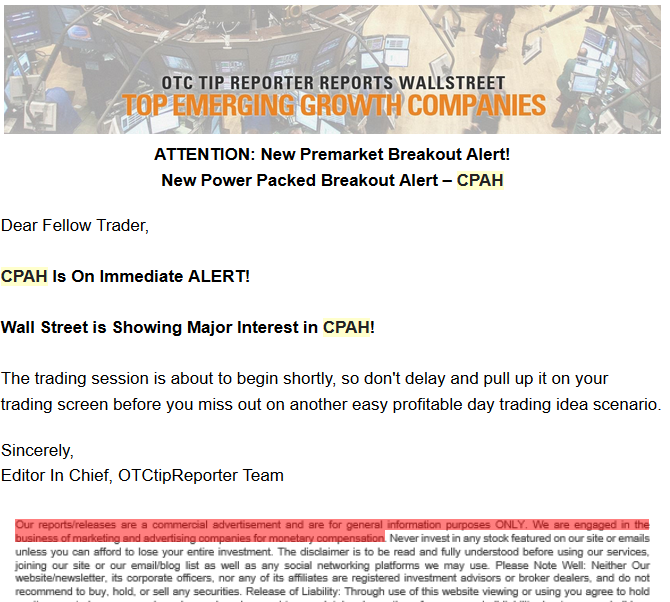 OTC TIP REPORTER REPORTS WALLSTREET
TOP EMERGING GROWTH COMPANIES
ATTENTION: New Premarket Breakout Alert!
New Power Packed Breakout Alert – CPAH
Dear Fellow Trader,
CPAH Is On Immediate ALERT!
Wall Street is Showing Major Interest in CPAH!
The trading session is about to begin shortly, so don't delay and pull up it on your
trading screen before you miss out on another easy profitable day trading idea scenario.
Sincerely,
Editor In Chief, OTCtipReporter Team
Our reports/releases are a commercial advertisement and are for general information purposes ONLY. We are engaged in the
business of marketing and advertising companies for monetary compensation. Never invest in any stock featured on our site or emails
unless you can afford to lose your entire investment. The disclaimer is to be read and fully understood before using our services,
joining our site or our email/blog list as well as any social networking platforms we may use. Please Note Well: Neither Our
website/newsletter, its corporate officers, nor any of its affiliates are registered investment advisors or broker dealers, and do not
recommend to buy, hold, or sell any securities. Release of Liability: Through use of this website viewing or using you agree to hold